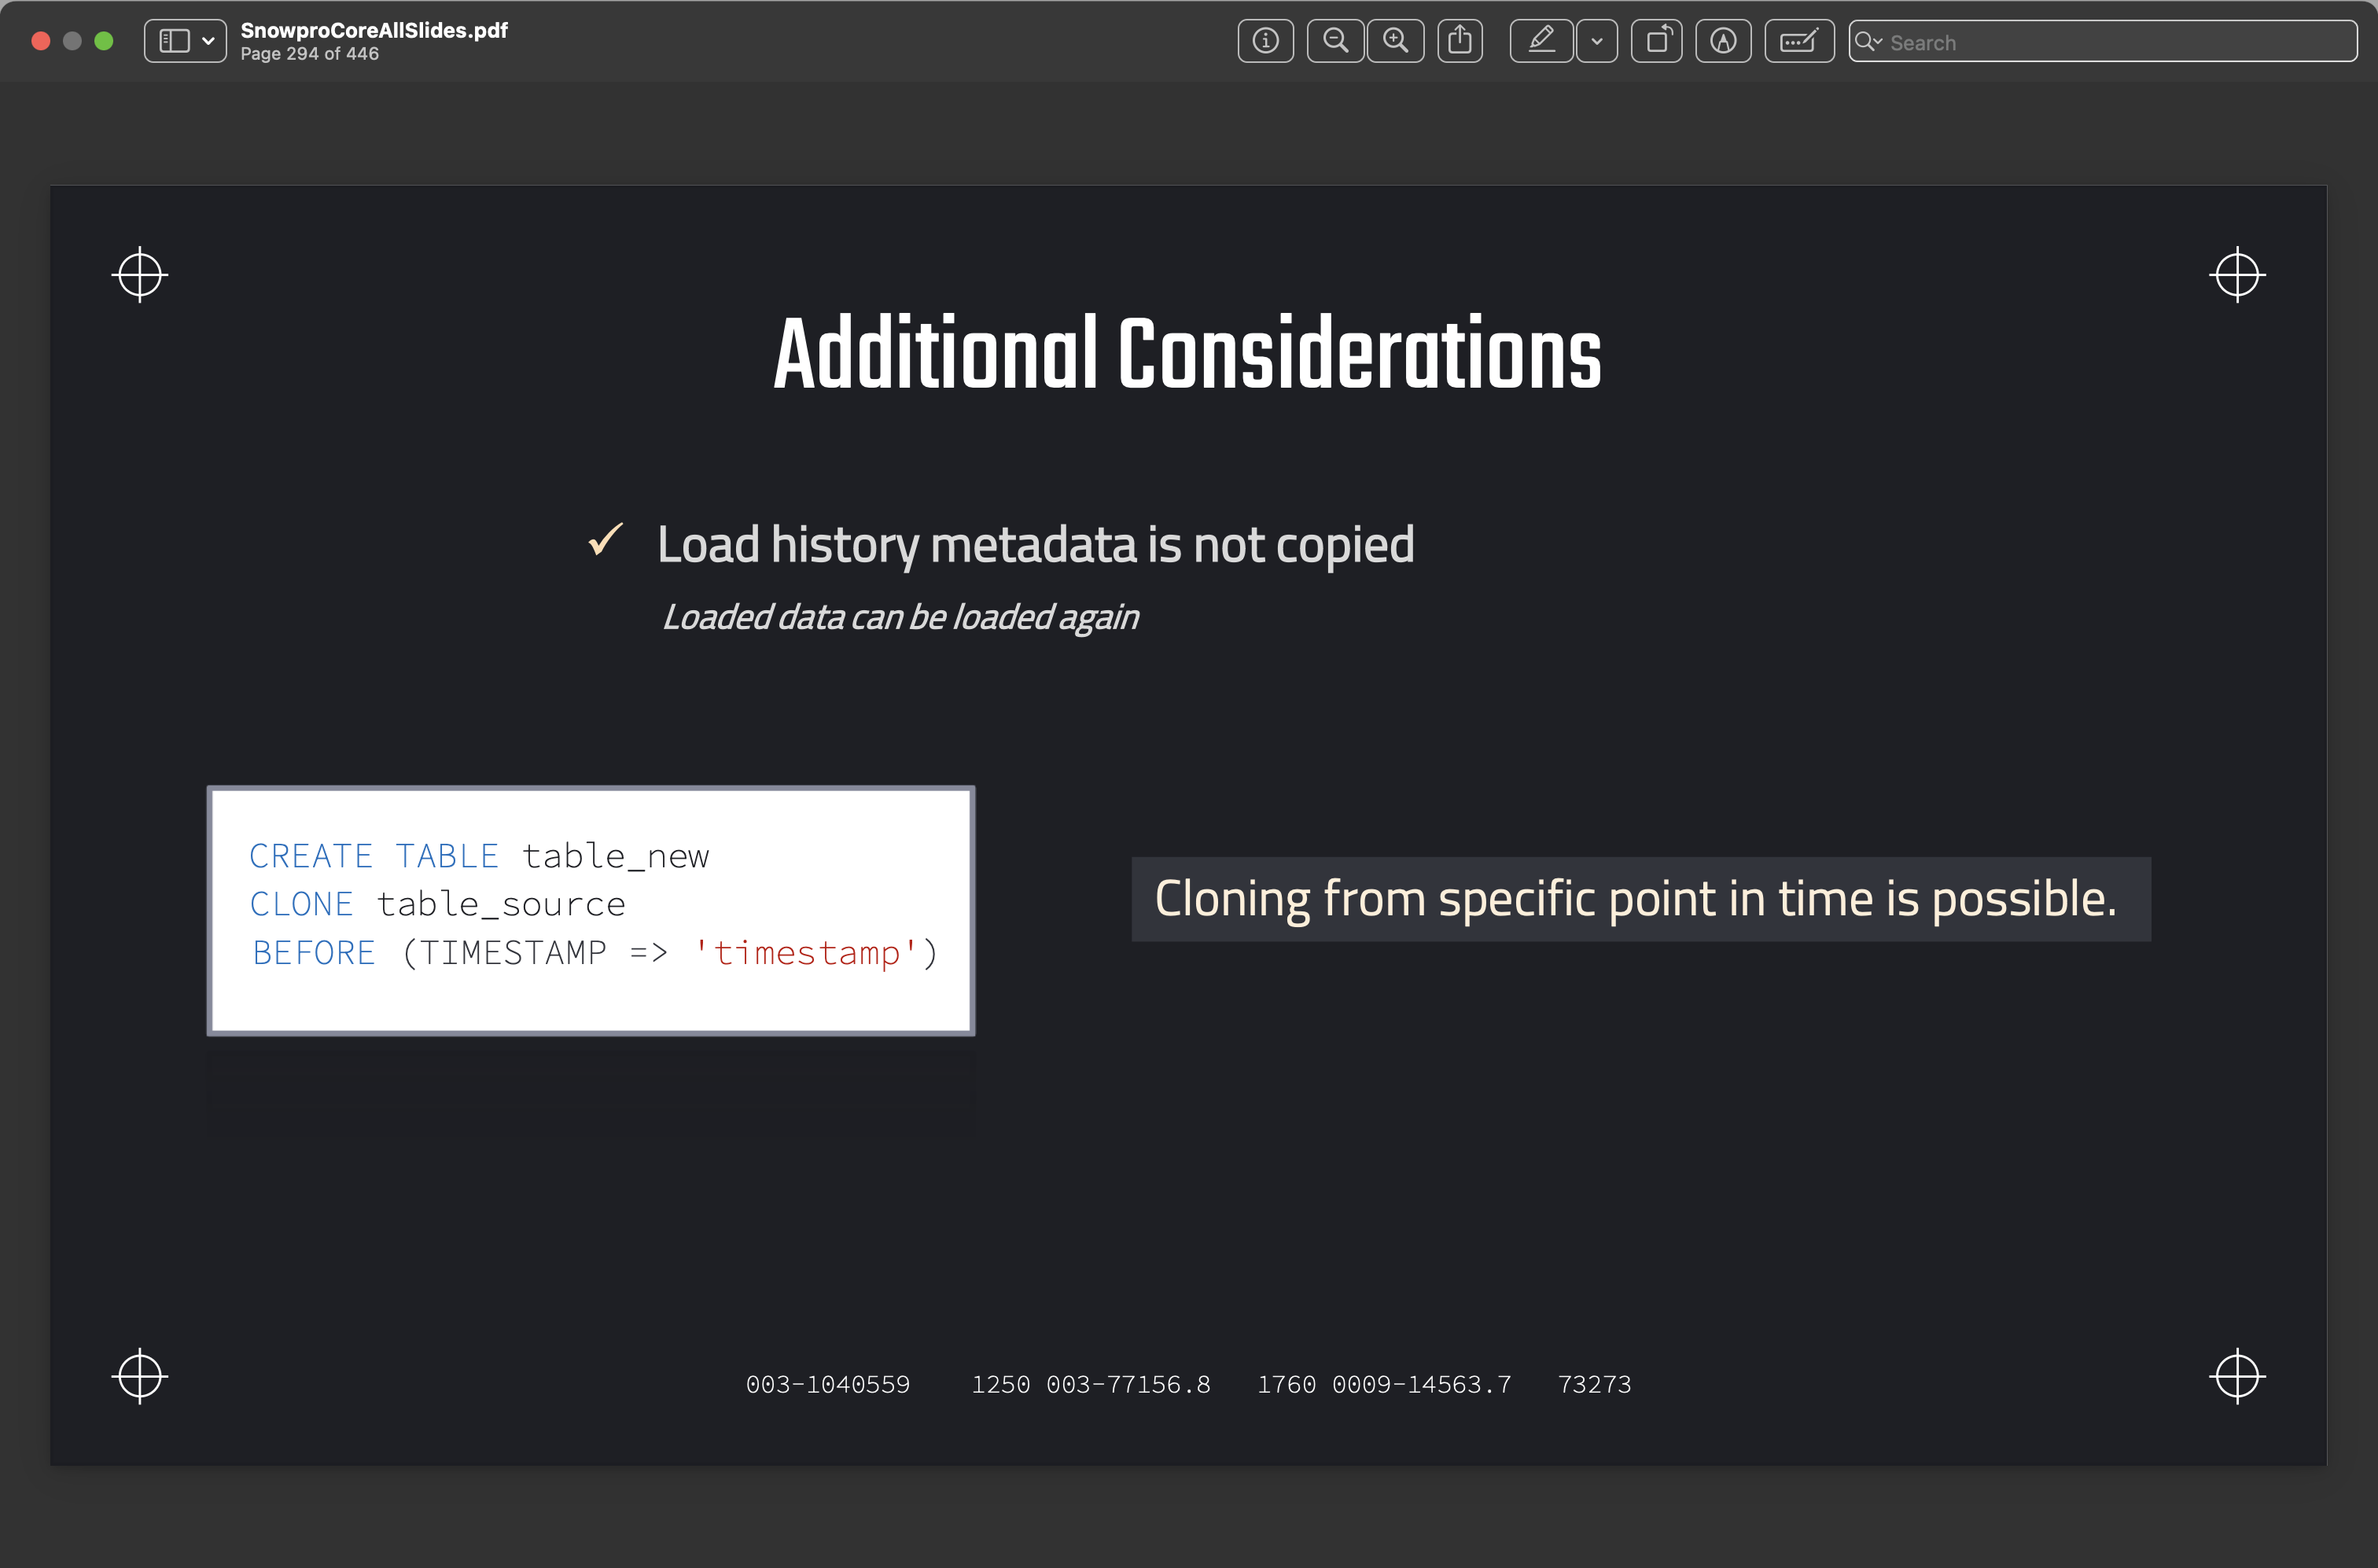 SnowproCoreAllSlides.pdf
Page 294 of 446
Search
Additional Considerations
✓ Load history metadata is not copied
Loaded data can be loaded again
CREATE TABLE table_new
CLONE table_source
BEFORE (TIMESTAMP => 'timestamp')
Cloning from specific point in time is possible.
003-1040559 1250 003-77156.8 1760 0009-14563.7 73273